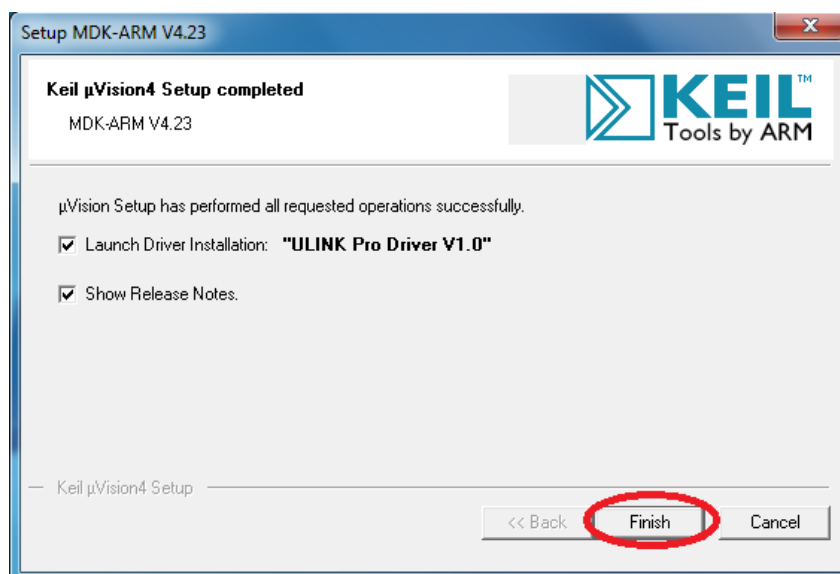 Setup MDK-ARM V4.23
Keil µVision4 Setup completed
MDK-ARM V4.23
KEIL™
Tools by ARM
µVision Setup has performed all requested operations successfully.
Launch Driver Installation: "ULINK Pro Driver V1.0"
Show Release Notes.
Keil µVision4 Setup
<< Back Finish Cancel